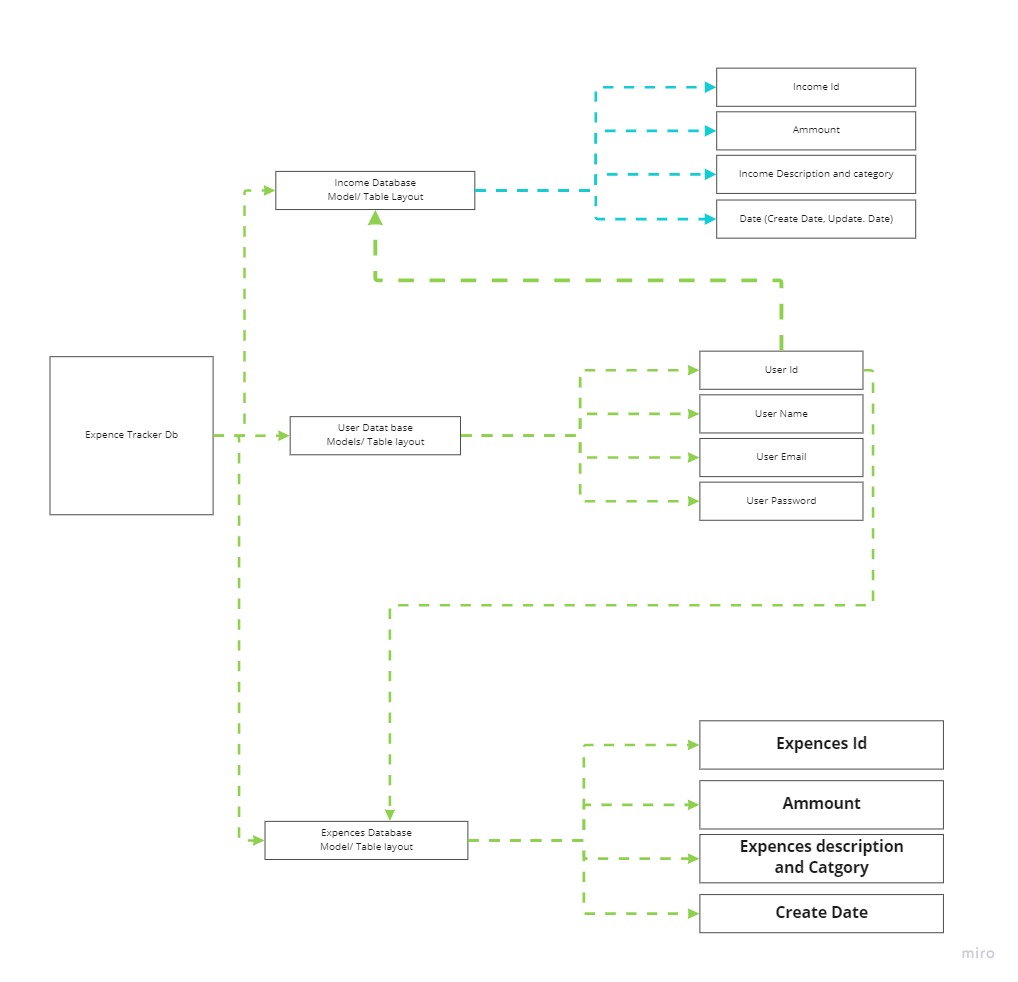 Income Id
Ammount
Income Description and category
Date (Create Date, Update. Date)
Income Database
Model/ Table Layout
Expence Tracker Db
User Datat base
Models/ Table layout
User Id
User Name
User Email
User Password
Expences Database
Model/ Table layout
Expences Id
Ammount
Expences description
and Catgory
Create Date
miro